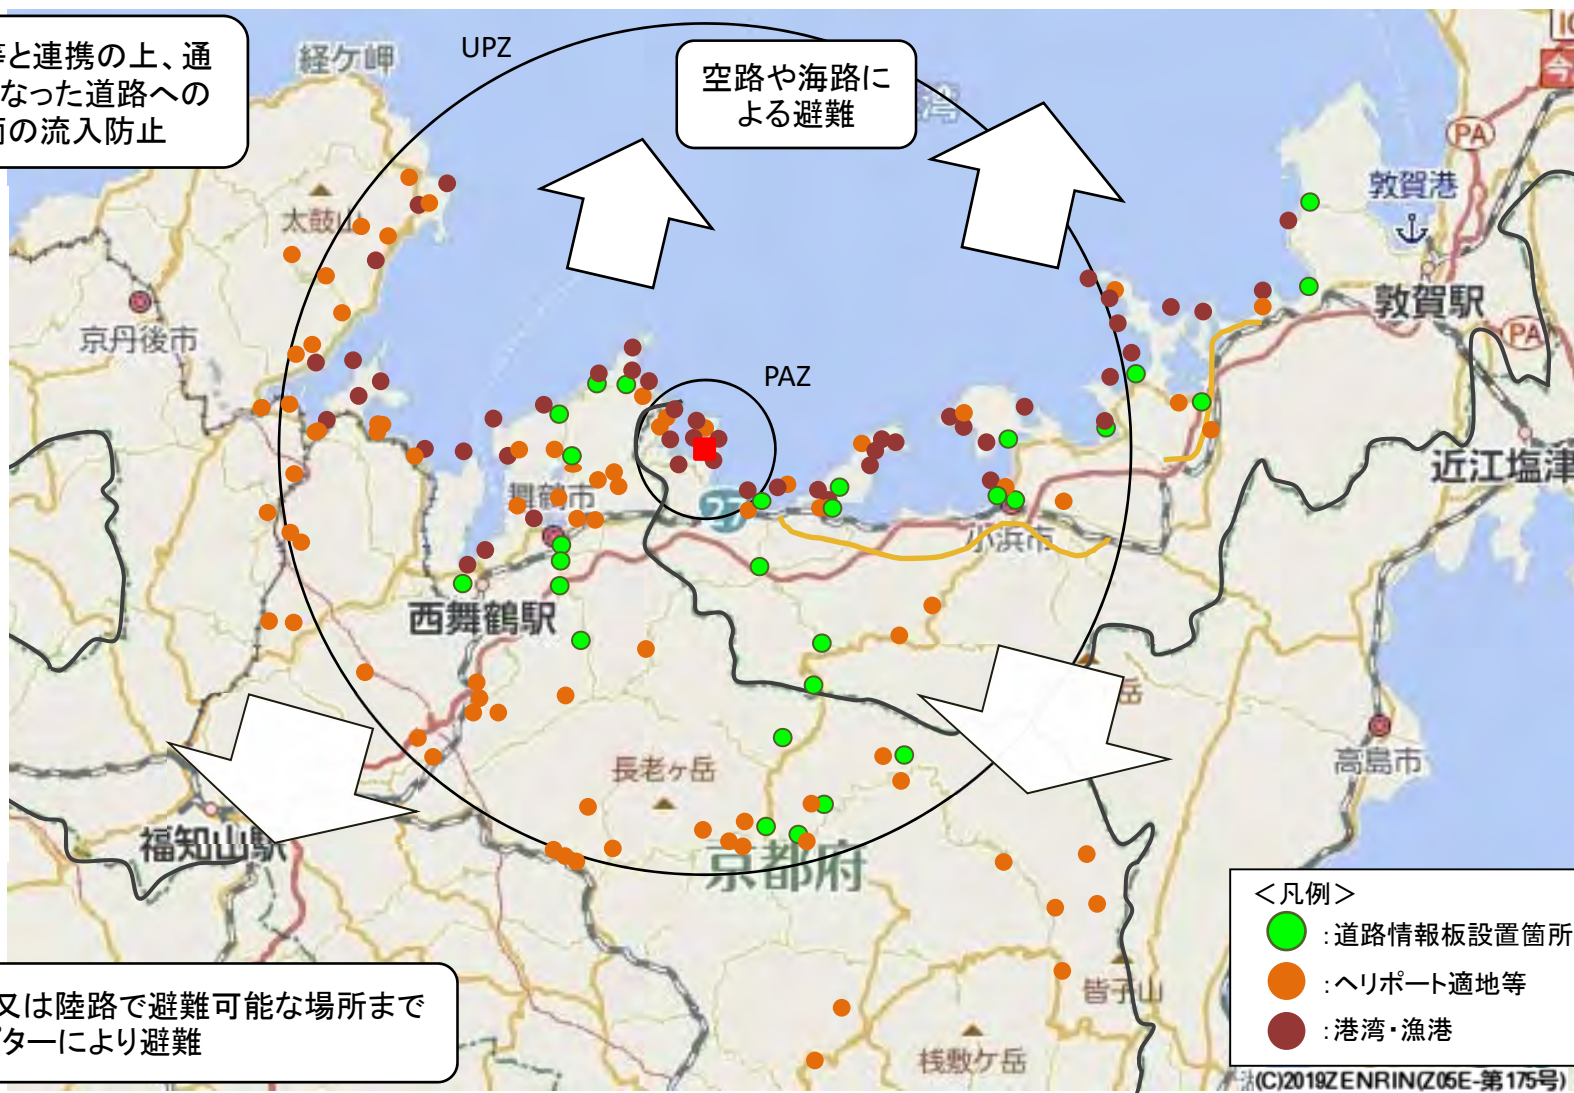 等と連携の上、通
なった道路への
両の流入防止
経ケ岬
UPZ
空路や海路に
よる避難
湾
PA
敦賀港
太鼓山
敦賀駅
京丹後市
PA
PAZ
近江塩津
舞鶴市
27
小浜市
西舞鶴駅
岳
高島市
長老ヶ岳
福知山駅
京都府
<凡例>
:道路情報板設置箇所
:ヘリポート適地等
:港湾・漁港
皆子山
又は陸路で避難可能な場所まで
プターにより避難
桟敷ケ岳
(C)2019ZENRIN(Z05E-第175号)